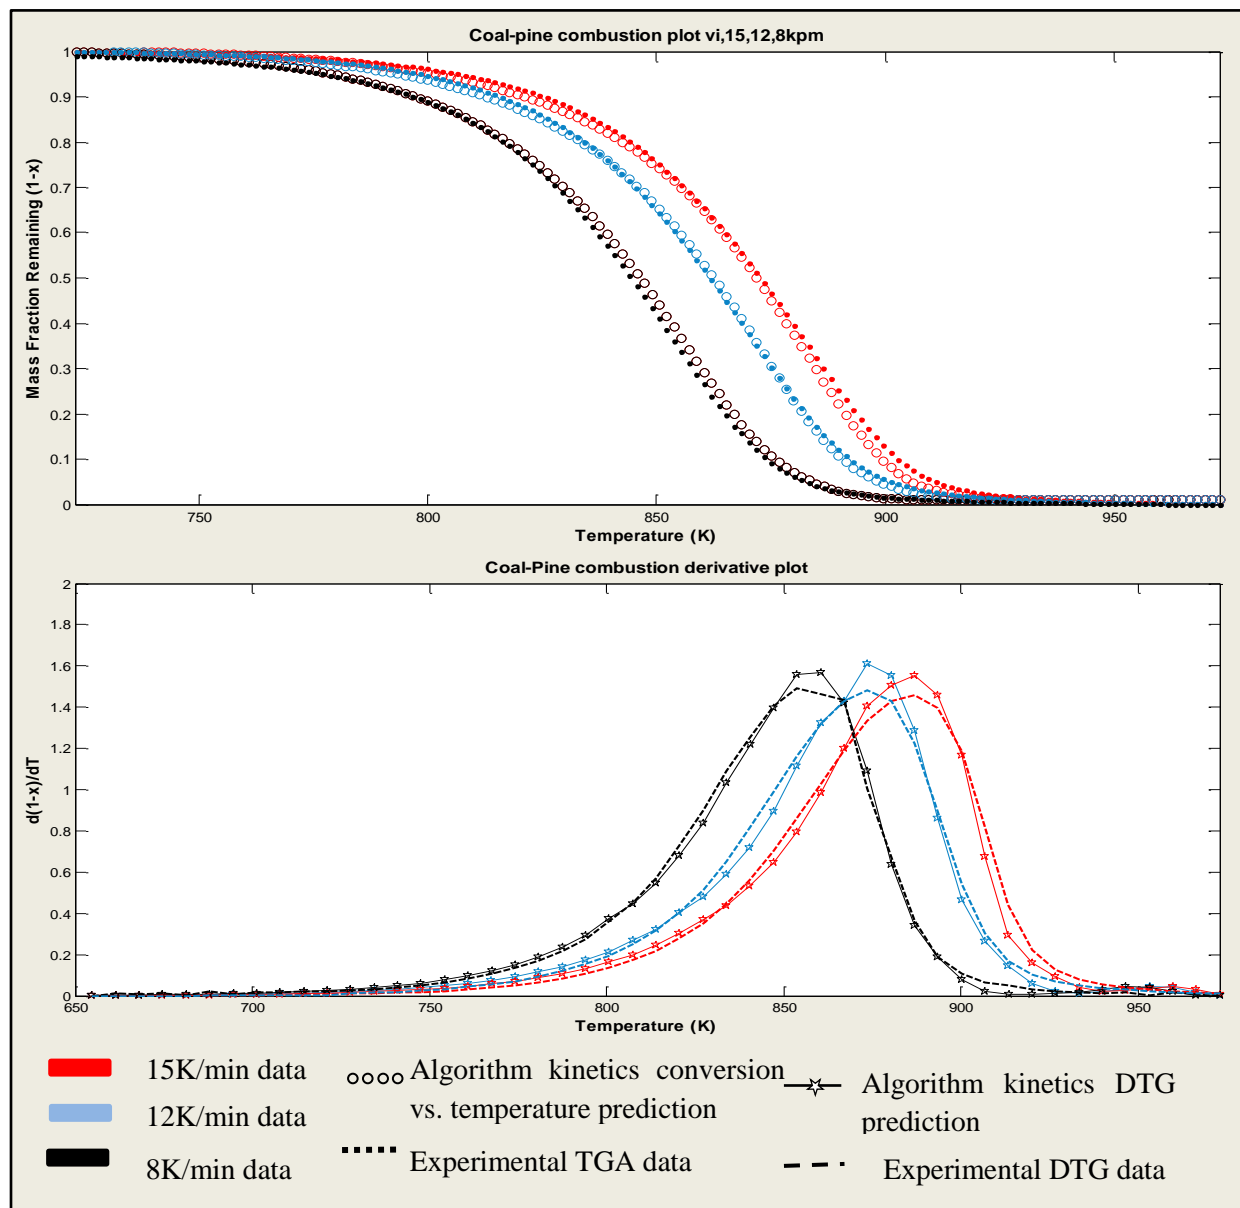 Coal-pine combustion plot vi,15,12,8kpm
1
0.9
0.8
0.7
0.6
0.5
0.4
0.3
0.2
0.1
0
Mass Fraction Remaining (1-x)
750 800 850 900 950
Temperature (K)
Coal-Pine combustion derivative plot
2
1.8
1.6
1.4
1.2
1
0.8
0.6
0.4
0.2
0
d(1-x)/dT
650 700 750 800 850 900 950
Temperature (K)
15K/min data
12K/min data
8K/min data
Algorithm kinetics conversion
vs. temperature prediction
Experimental TGA data
Algorithm kinetics DTG
prediction
Experimental DTG data